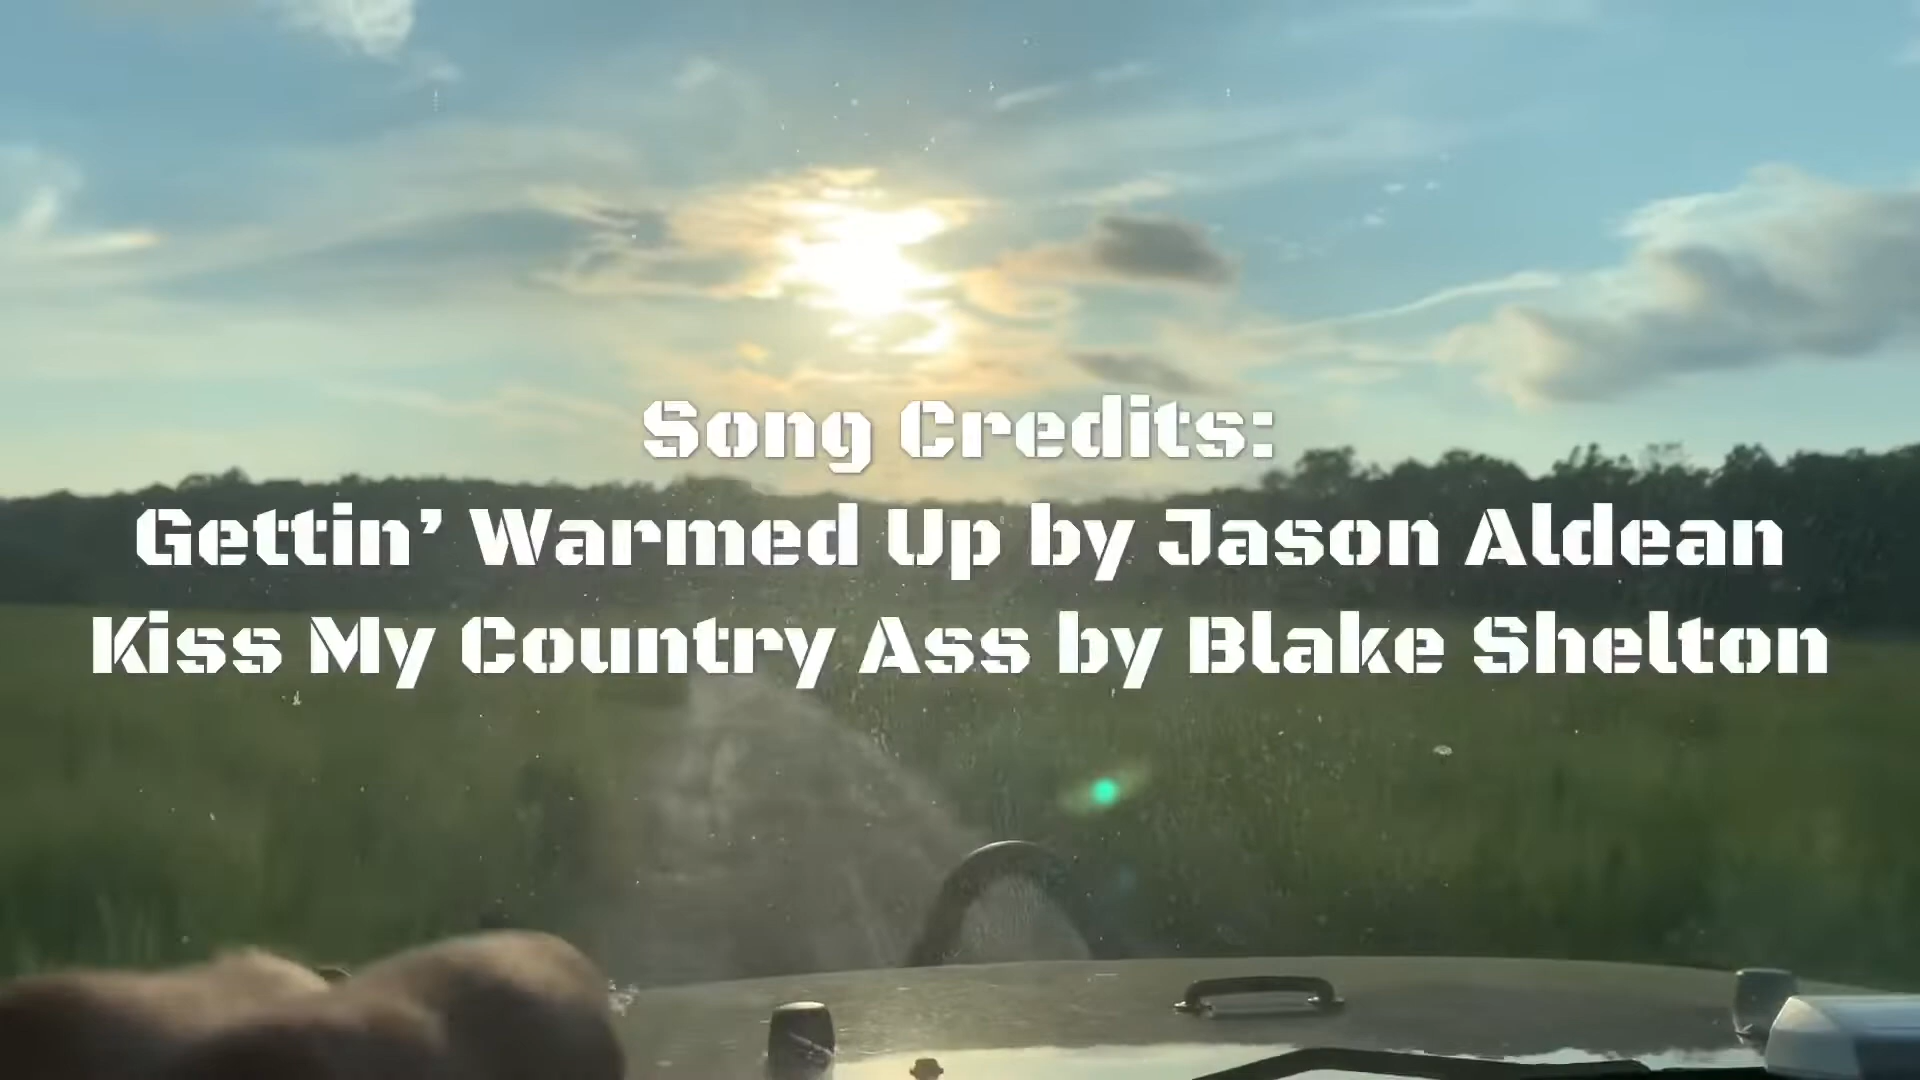 Song Credits:
Gettin’ Warmed Up by Jason Aldean
Kiss My Country Ass by Blake Shelton